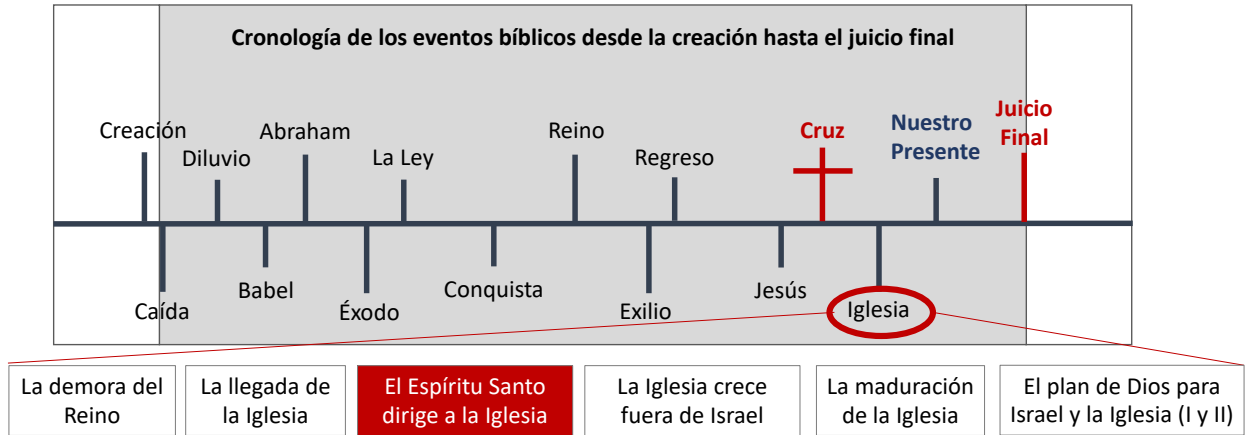 Cronología de los eventos bíblicos desde la creación hasta el juicio final
Creación
Diluvio
Abraham
La Ley
Reino
Regreso
Cruz
Nuestro
Presente
Juicio
Final
Caída
Babel
Éxodo
Conquista
Exilio
Jesús
Iglesia
La demora del
Reino
La llegada de
la Iglesia
El Espíritu Santo
dirige a la Iglesia
La Iglesia crece
fuera de Israel
La maduración
de la Iglesia
El plan de Dios para
Israel y la Iglesia (I y II)